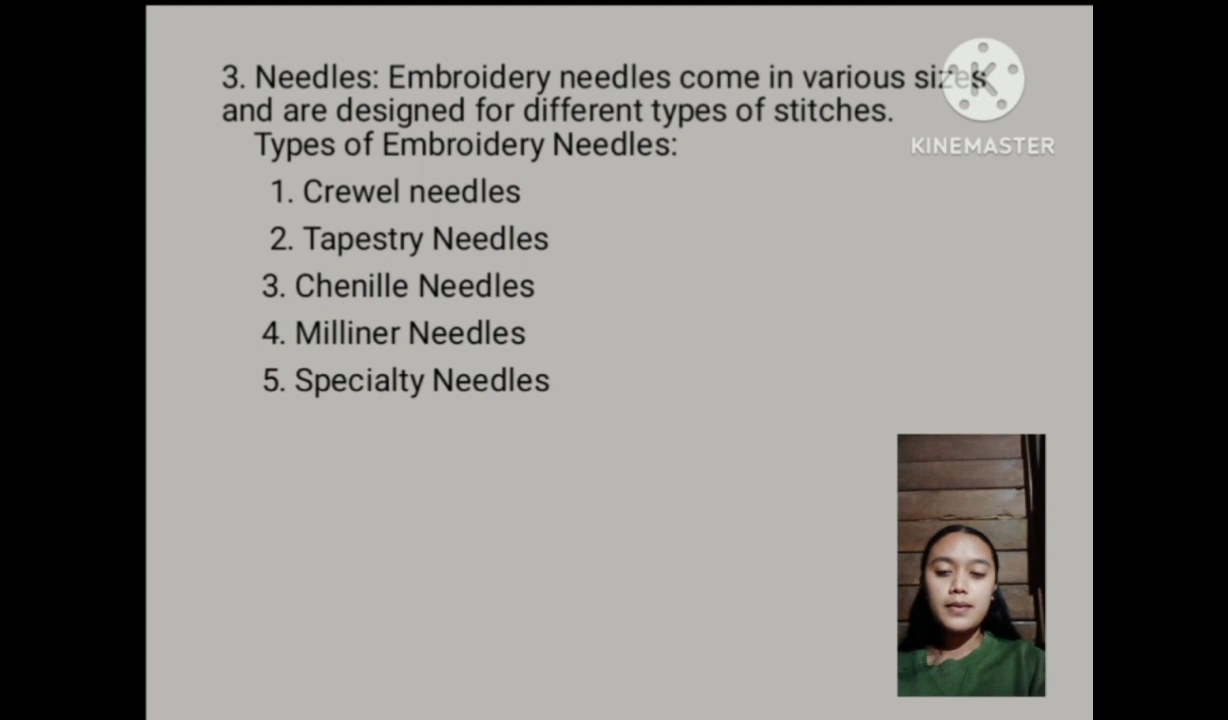 3. Needles: Embroidery needles come in various sizes
and are designed for different types of stitches.
Types of Embroidery Needles:
KINEMASTER
1. Crewel needles
2. Tapestry Needles
3. Chenille Needles
4. Milliner Needles
5. Specialty Needles